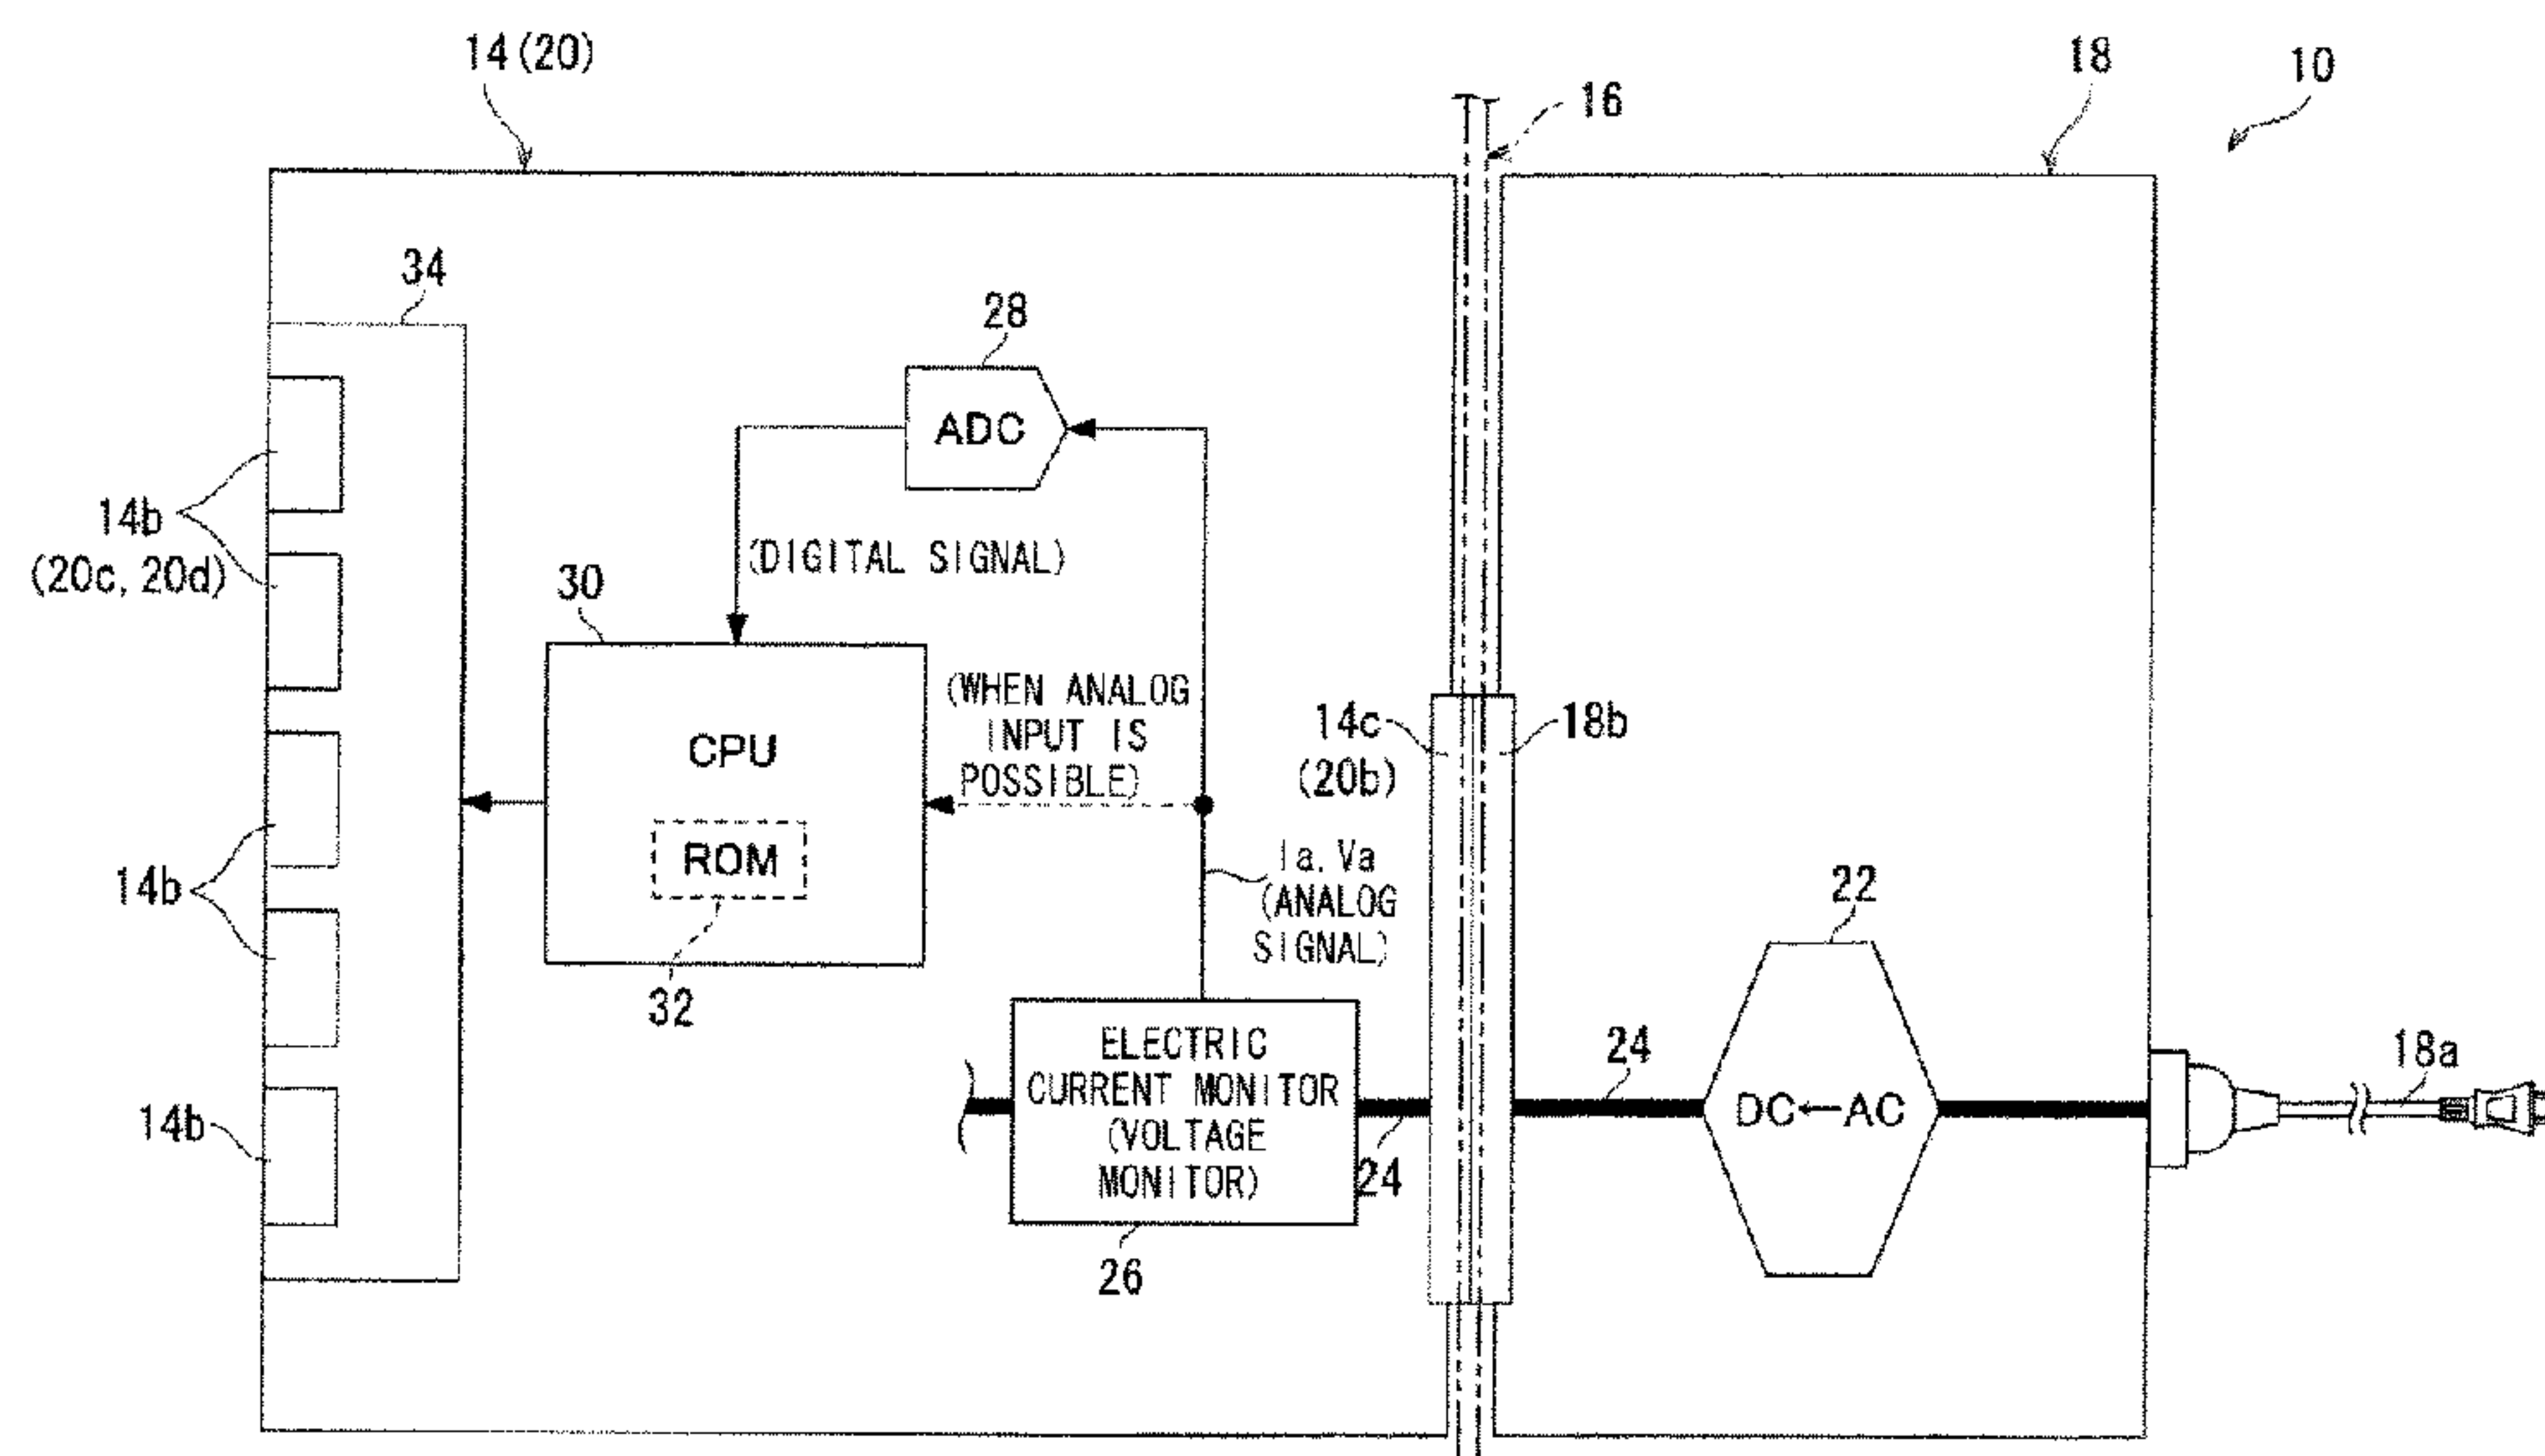 14 (20)
18
10
16
34
28
ADC
14b
(20c, 20d)
(DIGITAL SIGNAL)
30
(WHEN ANALOG
INPUT IS
POSSIBLE)
CPU
14c
(20b)
18b
ROM
Ia. Va
(ANALOG
SIGNAL)
14b
22
32
ELECTRIC
CURRENT MONITOR
(VOLTAGE
MONITOR)
24
24
DC←AC
18a
14b
26